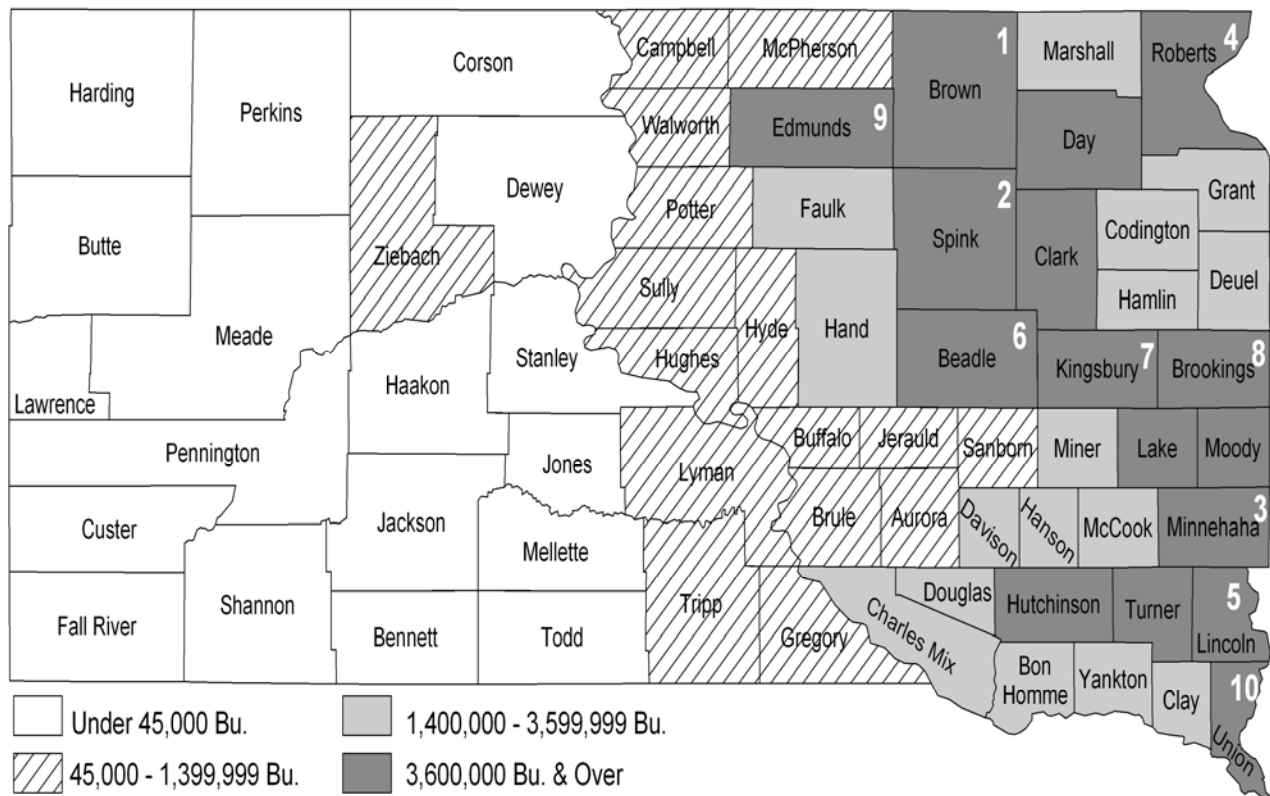 Harding
Perkins
Corson
Campbell
McPherson
1
Brown
Marshall
4
Roberts
Walworth
Edmunds
9
Day
Butte
Dewey
Ziebach
Potter
Faulk
2
Spink
Clark
Codington
Grant
Hamlin
Deuel
Meade
Sully
Hyde
Hand
Hughes
Stanley
Haakon
Beadle
6
Kingsbury
7
Brookings
8
Lawrence
Pennington
Jones
Lyman
Buffalo
Jerauld
Sanborn
Miner
Lake
Moody
Custer
Jackson
Mellette
Brule
Aurora
Davison
Hanson
McCook
Minnehaha
3
Fall River
Shannon
Bennett
Todd
Tripp
Gregory
Charles Mix
Douglas
Hutchinson
Turner
5
Lincoln
Bon
Homme
Yankton
Clay
10
Union
Under 45,000 Bu.
1,400,000 - 3,599,999 Bu.
45,000 - 1,399,999 Bu.
3,600,000 Bu. & Over